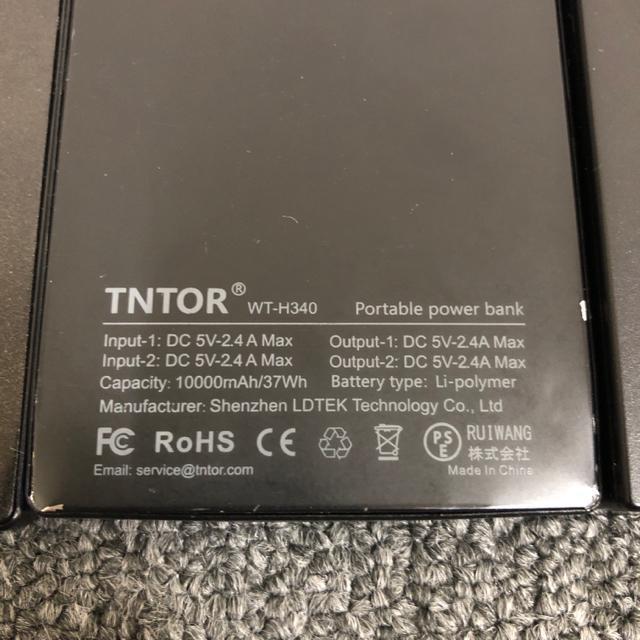 TNTOR® WT-H340 Portable power bank
Input-1: DC 5V-2.4 A Max Output-1: DC 5V-2.4A Max
Input-2: DC 5V-2.4 A Max Output-2: DC 5V-2.4A Max
Capacity: 10000mAh/37Wh Battery type: Li-polymer
Manufacturer: Shenzhen LDTEK Technology Co., Ltd
FC RoHS CE PSE RUIWANG
株式会社
Email: service@tntor.com Made In China